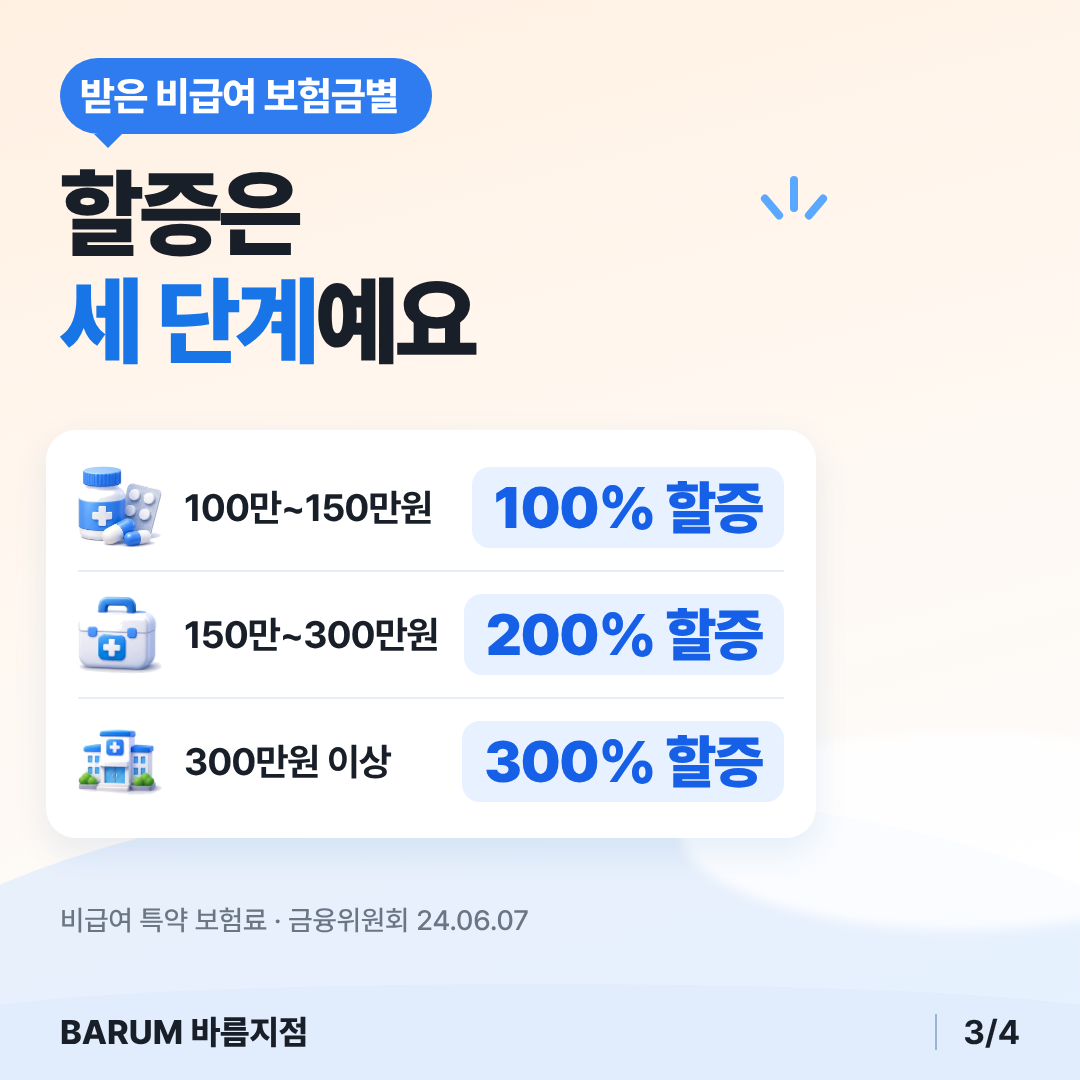 받은 비급여 보험금별
할증은
세 단계예요
100만~150만원 100% 할증
150만~300만원 200% 할증
300만원 이상 300% 할증
비급여 특약 보험료 · 금융위원회 24.06.07
BARUM 바름지점 3/4